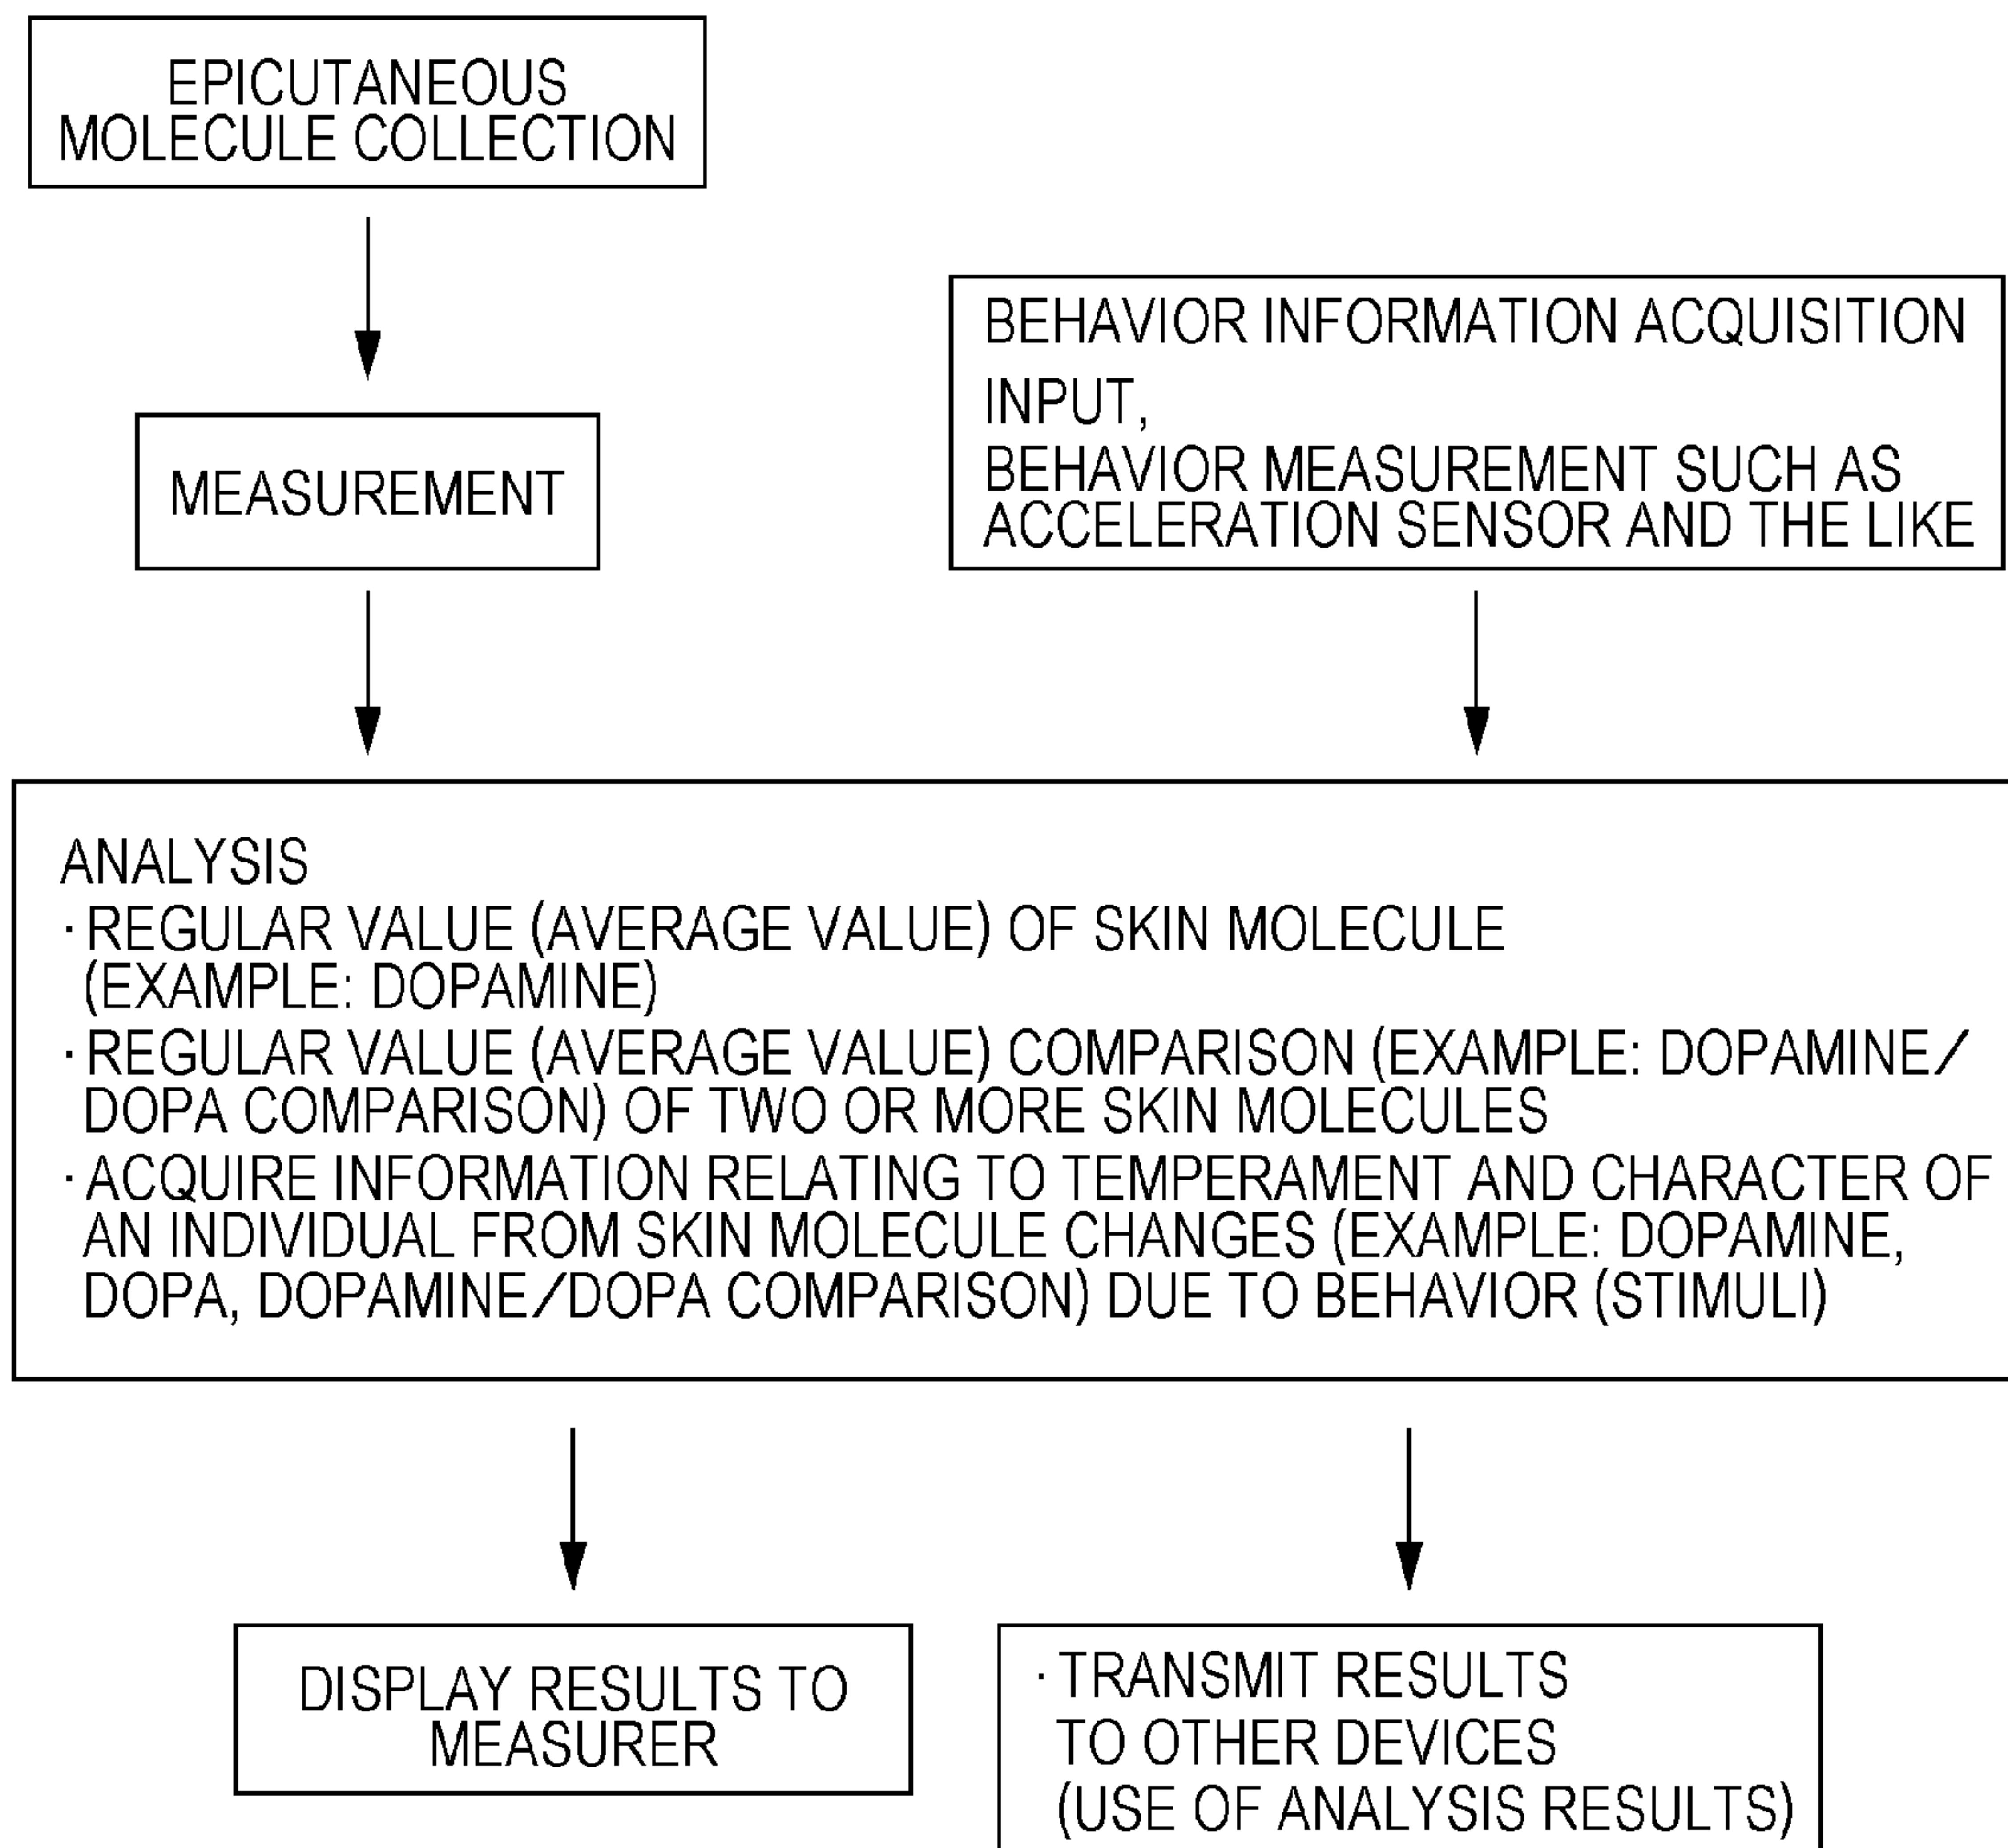 EPICUTANEOUS
MOLECULE COLLECTION
MEASUREMENT
BEHAVIOR INFORMATION ACQUISITION
INPUT,
BEHAVIOR MEASUREMENT SUCH AS
ACCELERATION SENSOR AND THE LIKE
ANALYSIS
· REGULAR VALUE (AVERAGE VALUE) OF SKIN MOLECULE
(EXAMPLE: DOPAMINE)
· REGULAR VALUE (AVERAGE VALUE) COMPARISON (EXAMPLE: DOPAMINE/
DOPA COMPARISON) OF TWO OR MORE SKIN MOLECULES
· ACQUIRE INFORMATION RELATING TO TEMPERAMENT AND CHARACTER OF
AN INDIVIDUAL FROM SKIN MOLECULE CHANGES (EXAMPLE: DOPAMINE,
DOPA, DOPAMINE/DOPA COMPARISON) DUE TO BEHAVIOR (STIMULI)
DISPLAY RESULTS TO
MEASURER
· TRANSMIT RESULTS
TO OTHER DEVICES
(USE OF ANALYSIS RESULTS)